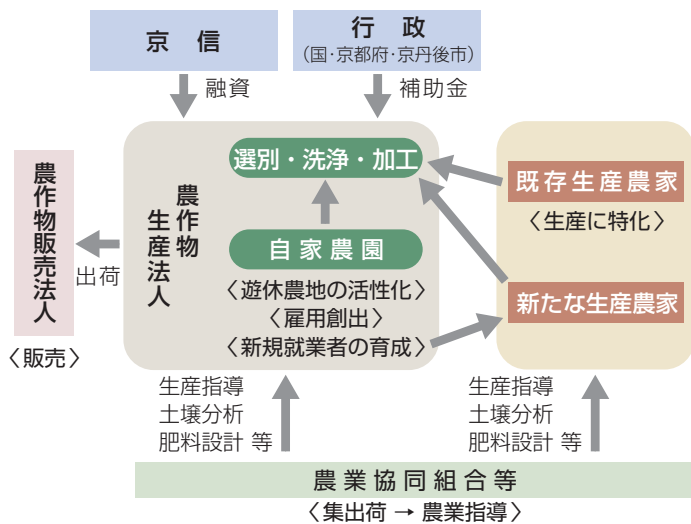 京信
行政
（国・京都府・京丹後市）
融資
補助金
農作物販売法人
〈販売〉
出荷
農作物
生産法人
選別・洗浄・加工
自家農園
〈遊休農地の活性化〉
〈雇用創出〉
〈新規就業者の育成〉
既存生産農家
〈生産に特化〉
新たな生産農家
生産指導
土壌分析
肥料設計 等
生産指導
土壌分析
肥料設計 等
農業協同組合等
〈集出荷 → 農業指導〉